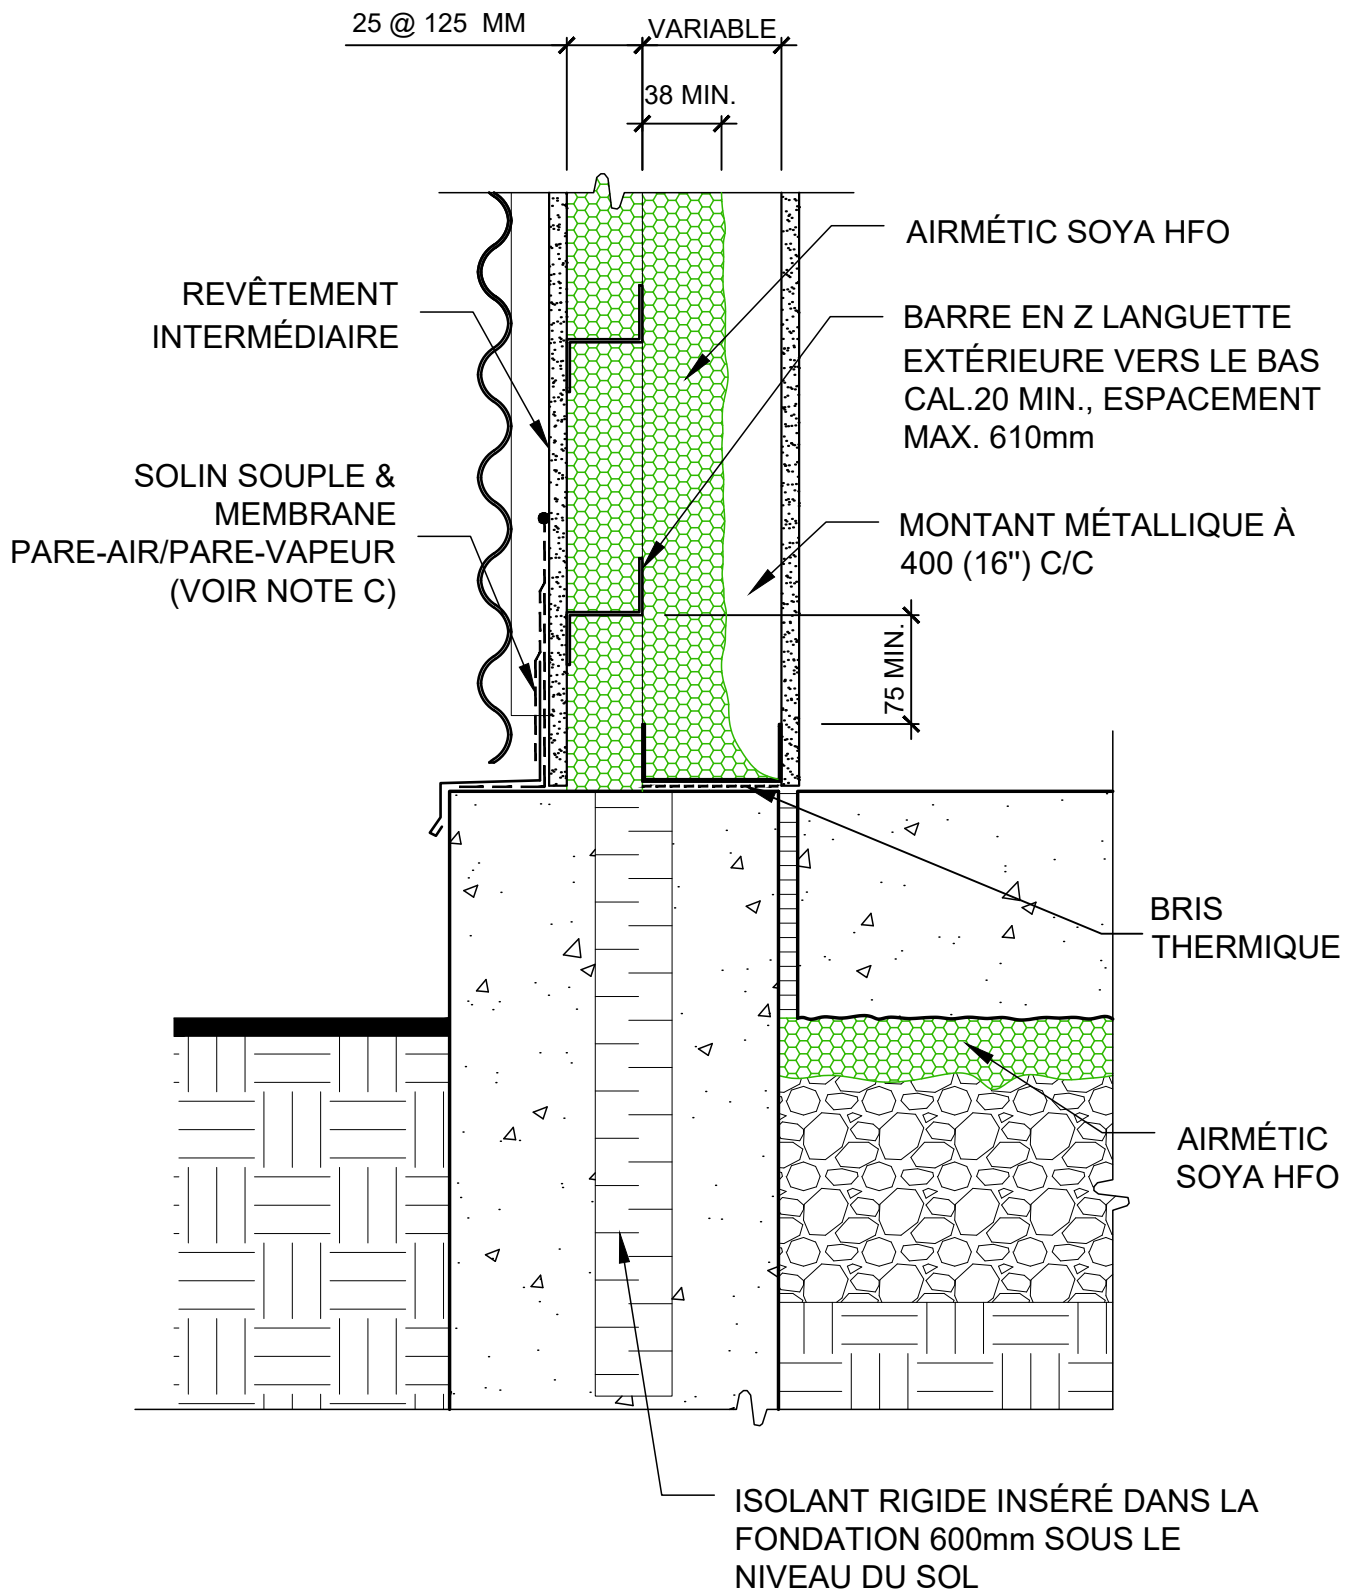 25 @ 125 MM
VARIABLE
38 MIN.
AIRMÉTIC SOYA HFO
REVÊTEMENT
INTERMÉDIAIRE
BARRE EN Z LANGUETTE
EXTÉRIEURE VERS LE BAS
CAL.20 MIN., ESPACEMENT
MAX. 610mm
SOLIN SOUPLE &
MEMBRANE
PARE-AIR/PARE-VAPEUR
(VOIR NOTE C)
MONTANT MÉTALLIQUE À
400 (16") C/C
75 MIN.
BRIS
THERMIQUE
AIRMÉTIC
SOYA HFO
ISOLANT RIGIDE INSÉRÉ DANS LA
FONDATION 600mm SOUS LE
NIVEAU DU SOL